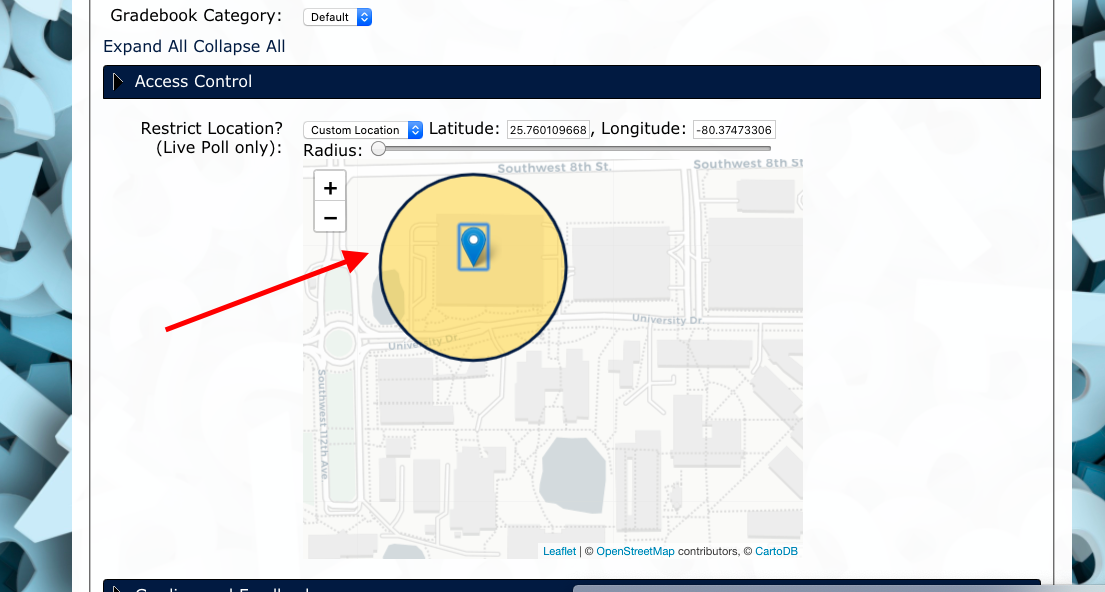 Gradebook Category: Default
Expand All Collapse All
Access Control
Restrict Location? Custom Location Latitude: 25.760109668, Longitude: -80.37473306
(Live Poll only): Radius:
Southwest 8th St.
Southwest 8th St
+
−
University Dr.
University Dr.
Southwest 112th Ave
Leaflet | © OpenStreetMap contributors, © CartoDB